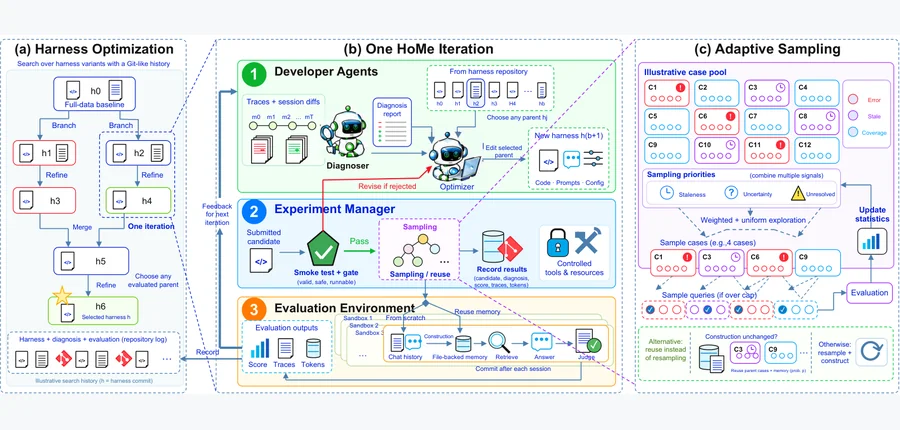 (a) Harness Optimization
Search over harness variants with a Git-like history
h0
Full-data baseline
Branch
Branch
h1
h2
Refine
Refine
h3
h4
Merge
One iteration
h5
Refine
Choose any
evaluated parent
h6
Selected harness h
Harness + diagnosis + evaluation (repository log)
...
Illustrative search history (h = harness commit)
Feedback
for next
iteration
Record
(b) One HoMe Iteration
1
Developer Agents
Traces + session diffs
m0 m1 m2 ... mT
Diagnoser
Diagnosis
report
From harness repository
h0 h1 h2 h3 H4 ... hb
Choose any parent hj
Optimizer
Edit selected
parent
New harness h(b+1)
Code · Prompts · Config
Revise if rejected
2
Experiment Manager
Submitted
candidate
Pass
Smoke test + gate
(valid, safe, runnable)
Sampling
...
Sampling / reuse
Record results
(candidate, diagnosis,
score, traces, tokens)
Controlled
tools & resources
3
Evaluation Environment
Evaluation outputs
Score Traces Tokens
Sandbox 1
Sandbox 2
Sandbox 3
From scratch
Reuse memory
Construction
Chat history
File-backed memory
Retrieve
Answer
Judge
Commit after each session
(c) Adaptive Sampling
Illustrative case pool
C1
C2
C3
C4
C5
C6
C7
C8
C9
C10
C11
C12
Error
Stale
Coverage
Sampling priorities
(combine multiple signals)
Staleness
?
Uncertainty
Unresolved
Weighted + uniform exploration
Update
statistics
Sample cases (e.g.,4 cases)
C1
C3
C6
C9
Sample queries (if over cap)
Evaluation
Alternative:
reuse instead
of resampling
Construction unchanged?
C3
C9
...
Reuse parent cases + memory (prob. p)
Otherwise:
resample +
construct